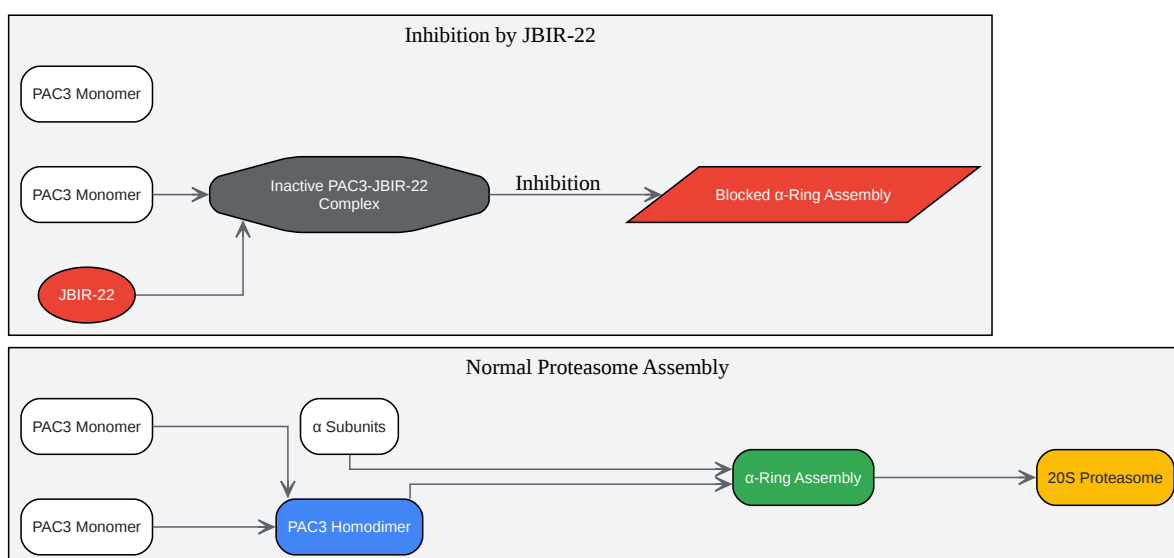 Inhibition by JBIR-22
PAC3 Monomer
PAC3 Monomer
Inactive PAC3-JBIR-22
Complex
Inhibition
Blocked α-Ring Assembly
JBIR-22
Normal Proteasome Assembly
PAC3 Monomer
α Subunits
α-Ring Assembly
20S Proteasome
PAC3 Monomer
PAC3 Homodimer